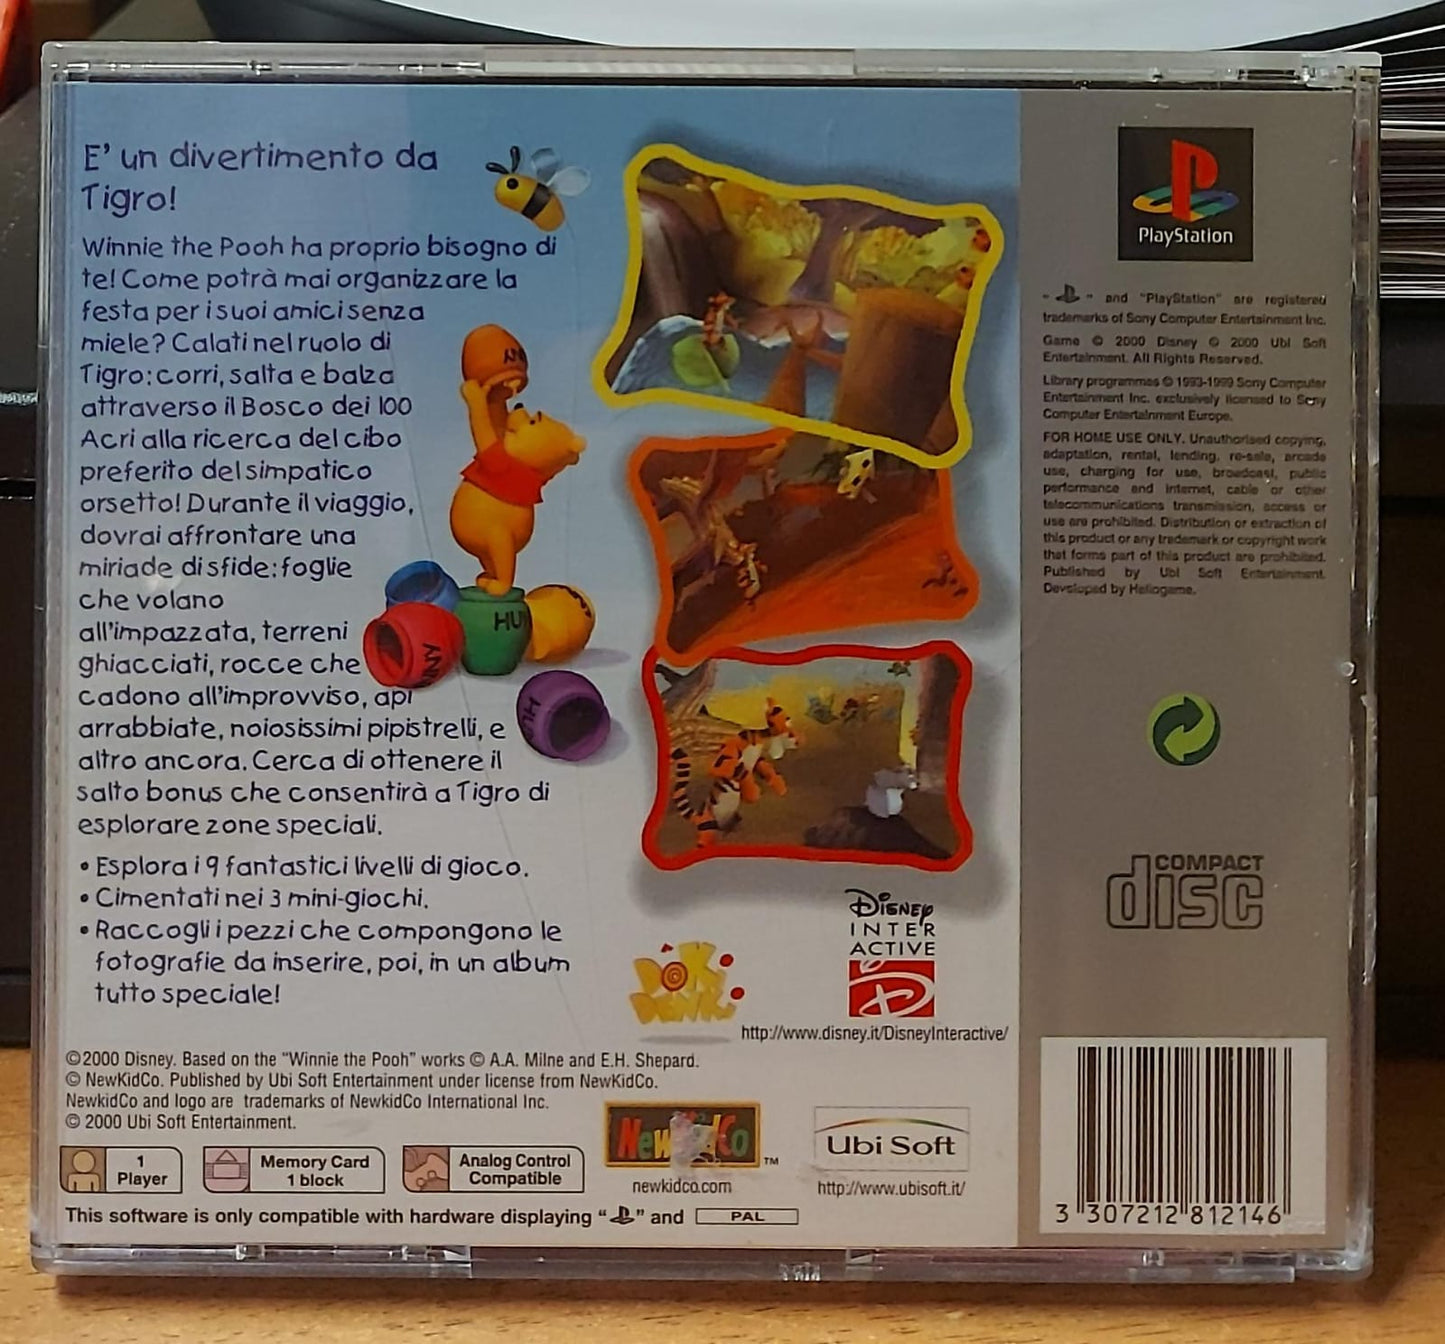 E' un divertimento da
Tigro!
Winnie the Pooh ha proprio bisogno di
te! Come potrà mai organizzare la
festa per i suoi amici senza
miele? Calati nel ruolo di
Tigro: corri, salta e balza
attraverso il Bosco dei 100
Acri alla ricerca del cibo
preferito del simpatico
orsetto! Durante il viaggio,
dovrai affrontare una
miriade di sfide: foglie
che volano
all'impazzata, terreni
ghiacciati, rocce che
cadono all'improvviso, api
arrabbiate, noiosissimi pipistrelli, e
altro ancora. Cerca di ottenere il
salto bonus che consentirà a Tigro di
esplorare zone speciali.
• Esplora i 9 fantastici livelli di gioco.
• Cimentati nei 3 mini-giochi.
• Raccogli i pezzi che compongono le
fotografie da inserire, poi, in un album
tutto speciale!
HU
NNY
HU
DOKI
DENKI
DISNEY
INTER
ACTIVE
http://www.disney.it/DisneyInteractive/
©2000 Disney. Based on the "Winnie the Pooh" works © A.A. Milne and E.H. Shepard.
© NewKidCo. Published by Ubi Soft Entertainment under license from NewKidCo.
NewkidCo and logo are trademarks of NewkidCo International Inc.
© 2000 Ubi Soft Entertainment.
1
Player
Memory Card
1 block
Analog Control
Compatible
NewKidCo TM
newkidco.com
Ubi Soft
http://www.ubisoft.it/
This software is only compatible with hardware displaying " " and PAL
PlayStation
" " and "PlayStation" are registered
trademarks of Sony Computer Entertainment Inc.
Game © 2000 Disney © 2000 Ubi Soft
Entertainment. All Rights Reserved.
Library programmes © 1993-1999 Sony Computer
Entertainment Inc. exclusively licensed to Sony
Computer Entertainment Europe.
FOR HOME USE ONLY. Unauthorised copying,
adaptation, rental, lending, re-sale, arcade
use, charging for use, broadcast, public
performance and internet, cable or other
telecommunications transmission, access or
use are prohibited. Distribution or extraction of
this product or any trademark or copyright work
that forms part of this product are prohibited.
Published by Ubi Soft Entertainment.
Developed by Heliogame.
COMPACT
disc
3 307212 812146